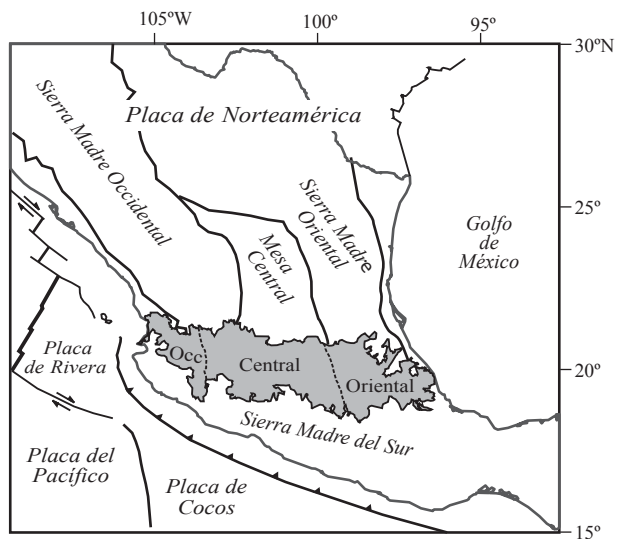 105ºW
100º
95º
30ºN
Placa de Norteamérica
Sierra Madre Occidental
Sierra Madre
Oriental
Mesa
Central
Golfo
de
México
25º
Placa
de Rivera
Occ
Central
Oriental
20º
Sierra Madre del Sur
Placa del
Pacífico
Placa de
Cocos
15º